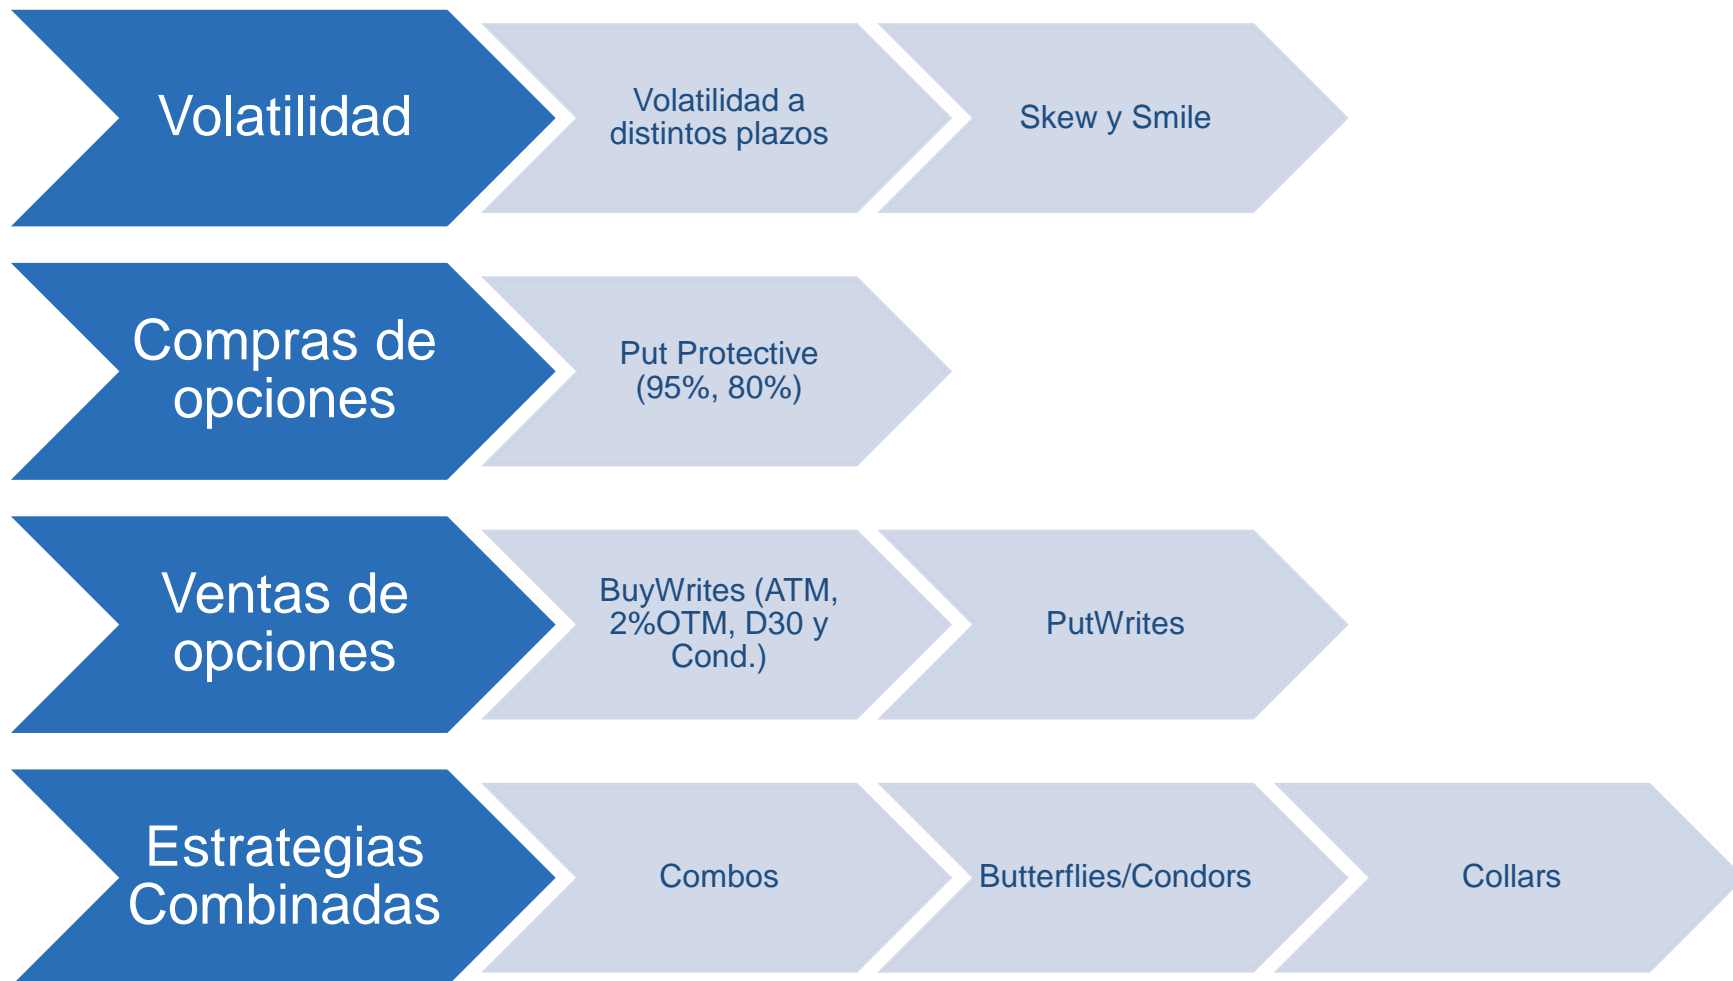 Volatilidad
Volatilidad a
distintos plazos
Skew y Smile
Compras de
opciones
Put Protective
(95%, 80%)
Ventas de
opciones
BuyWrites (ATM,
2%OTM, D30 y
Cond.)
PutWrites
Estrategias
Combinadas
Combos
Butterflies/Condors
Collars